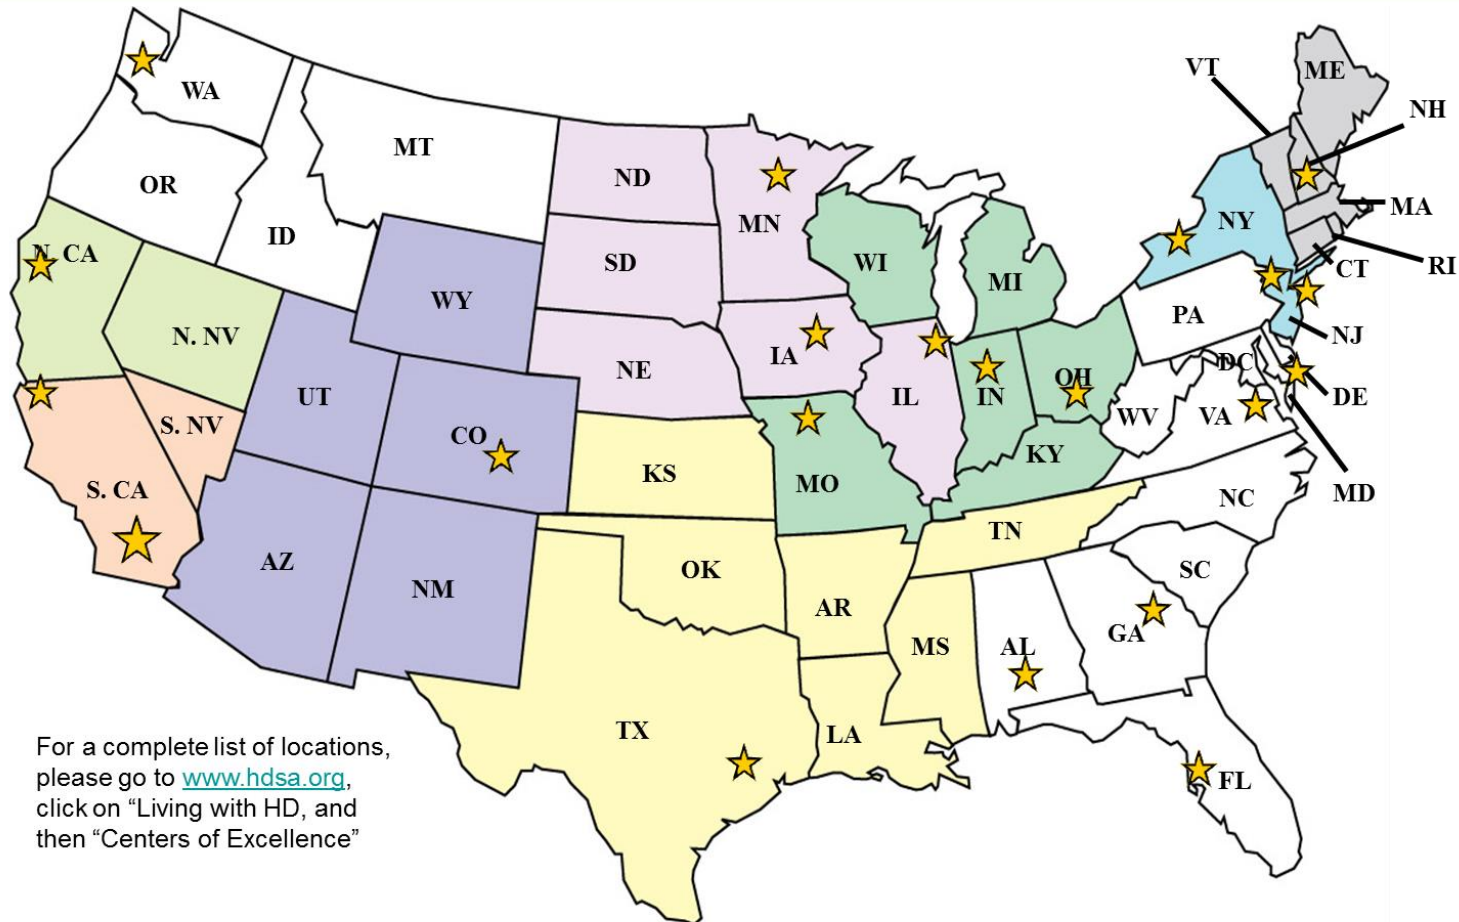 VT
ME
NH
WA
MT
OR
ND
MN
MA
NY
ID
SD
N. CA
WI
MI
CT
RI
WY
PA
N. NV
NJ
IA
DC
NE
OH
UT
IL
IN
DE
WV
VA
S. NV
CO
KY
KS
MO
S. CA
MD
NC
TN
AZ
OK
SC
NM
AR
GA
MS
AL
TX
LA
FL
For a complete list of locations,
please go to www.hdsa.org,
click on “Living with HD, and
then “Centers of Excellence”